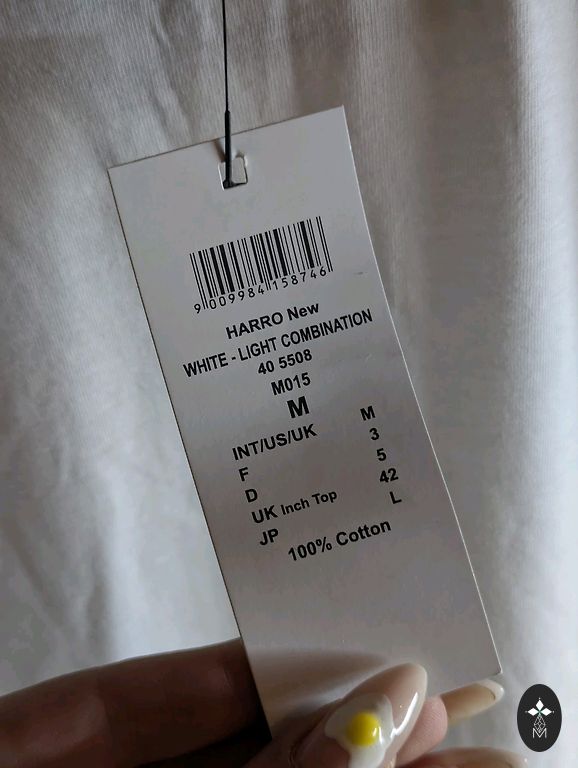 9 009984 158746
HARRO New
WHITE - LIGHT COMBINATION
40 5508
M015
M
INT/US/UK M
F 3
D 5
UK Inch Top 42
JP L
100% Cotton
M